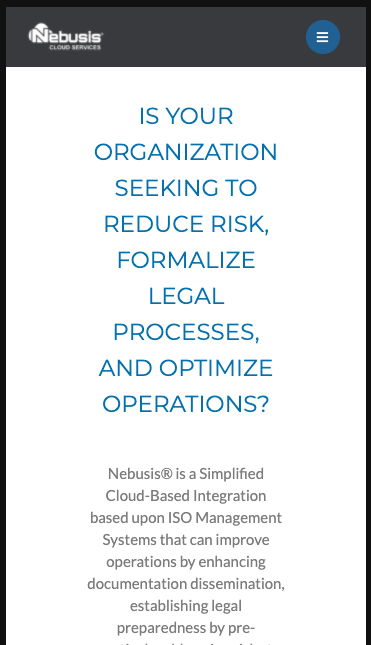 Nebusis
CLOUD SERVICES
IS YOUR
ORGANIZATION
SEEKING TO
REDUCE RISK,
FORMALIZE
LEGAL
PROCESSES,
AND OPTIMIZE
OPERATIONS?
Nebusis® is a Simplified
Cloud-Based Integration
based upon ISO Management
Systems that can improve
operations by enhancing
documentation dissemination,
establishing legal
preparedness by pre-